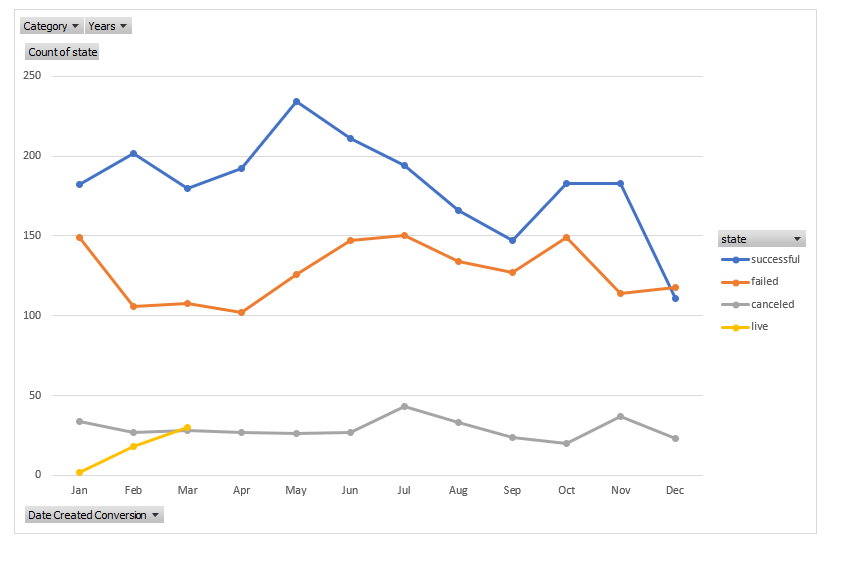 Category Years
Count of state
250
200
150
100
50
0
Jan Feb Mar Apr May Jun Jul Aug Sep Oct Nov Dec
state
successful
failed
canceled
live
Date Created Conversion